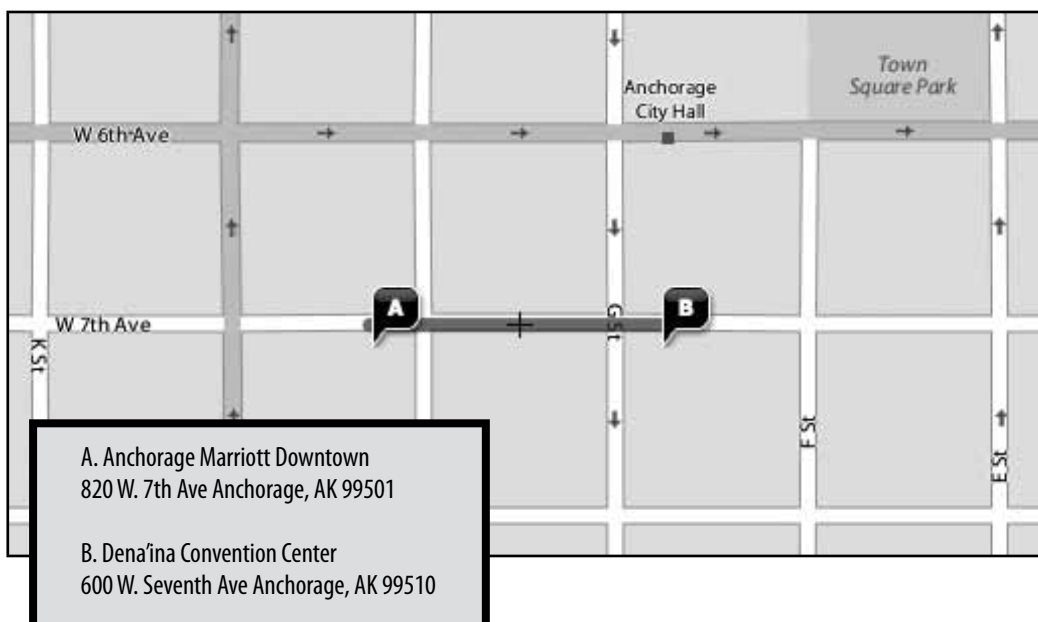 Town
Square Park
Anchorage
City Hall
W 6th Ave
A
B
W 7th Ave
G St
K St
F St
E St
A. Anchorage Marriott Downtown
820 W. 7th Ave Anchorage, AK 99501
B. Dena’ina Convention Center
600 W. Seventh Ave Anchorage, AK 99510